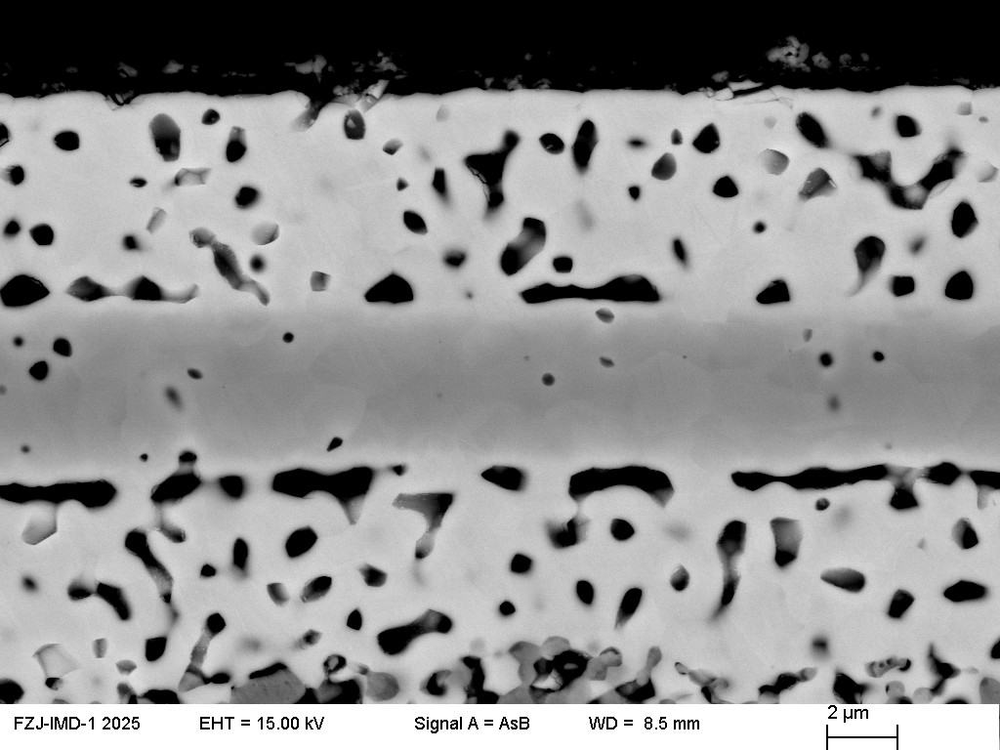 2 µm
FZJ-IMD-1 2025 EHT = 15.00 kV Signal A = AsB WD = 8.5 mm